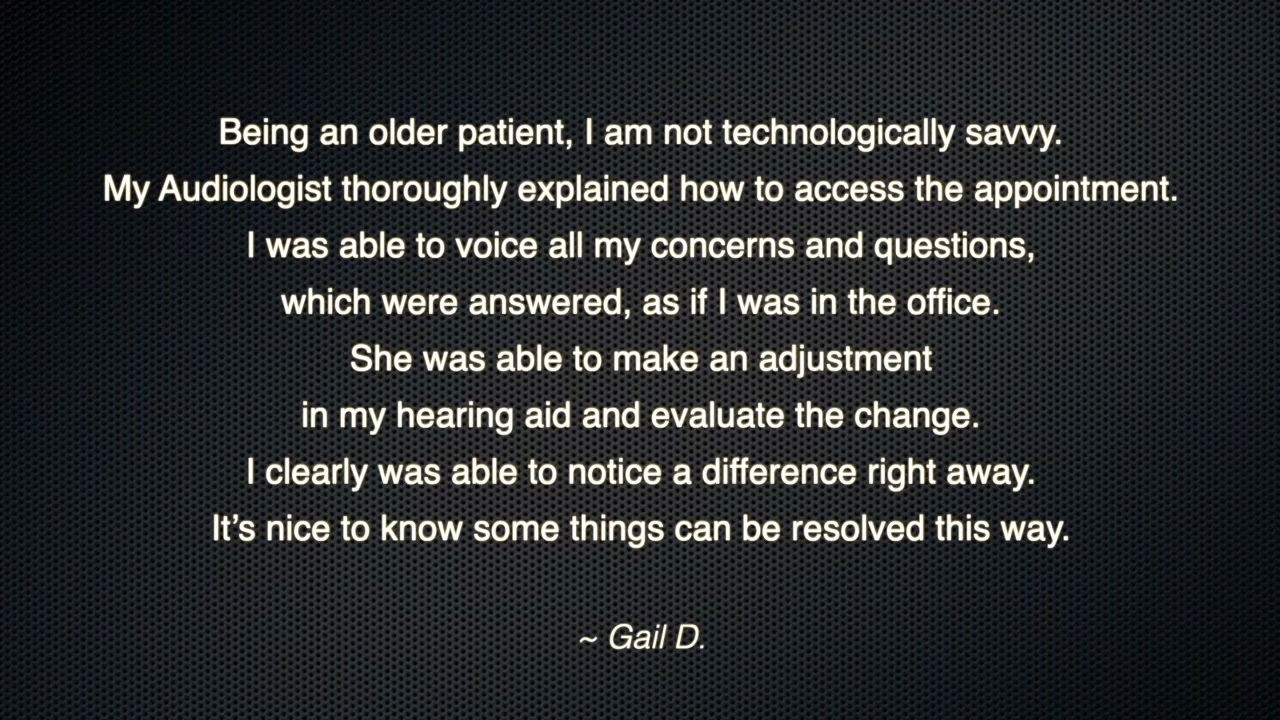 Being an older patient, I am not technologically savvy.
My Audiologist thoroughly explained how to access the appointment.
I was able to voice all my concerns and questions,
which were answered, as if I was in the office.
She was able to make an adjustment
in my hearing aid and evaluate the change.
I clearly was able to notice a difference right away.
It’s nice to know some things can be resolved this way.
~ Gail D.